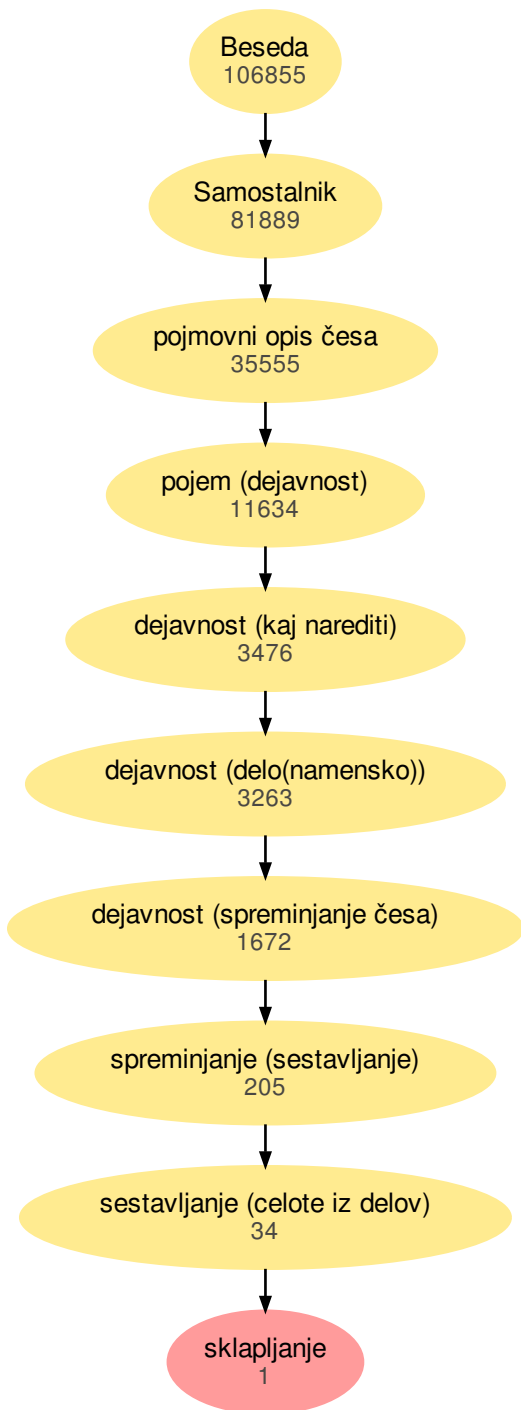 Beseda
106855
Samostalnik
81889
pojmovni opis česa
35555
pojem (dejavnost)
11634
dejavnost (kaj narediti)
3476
dejavnost (delo(namensko))
3263
dejavnost (spreminjanje česa)
1672
spreminjanje (sestavljanje)
205
sestavljanje (celote iz delov)
34
sklapljanje
1